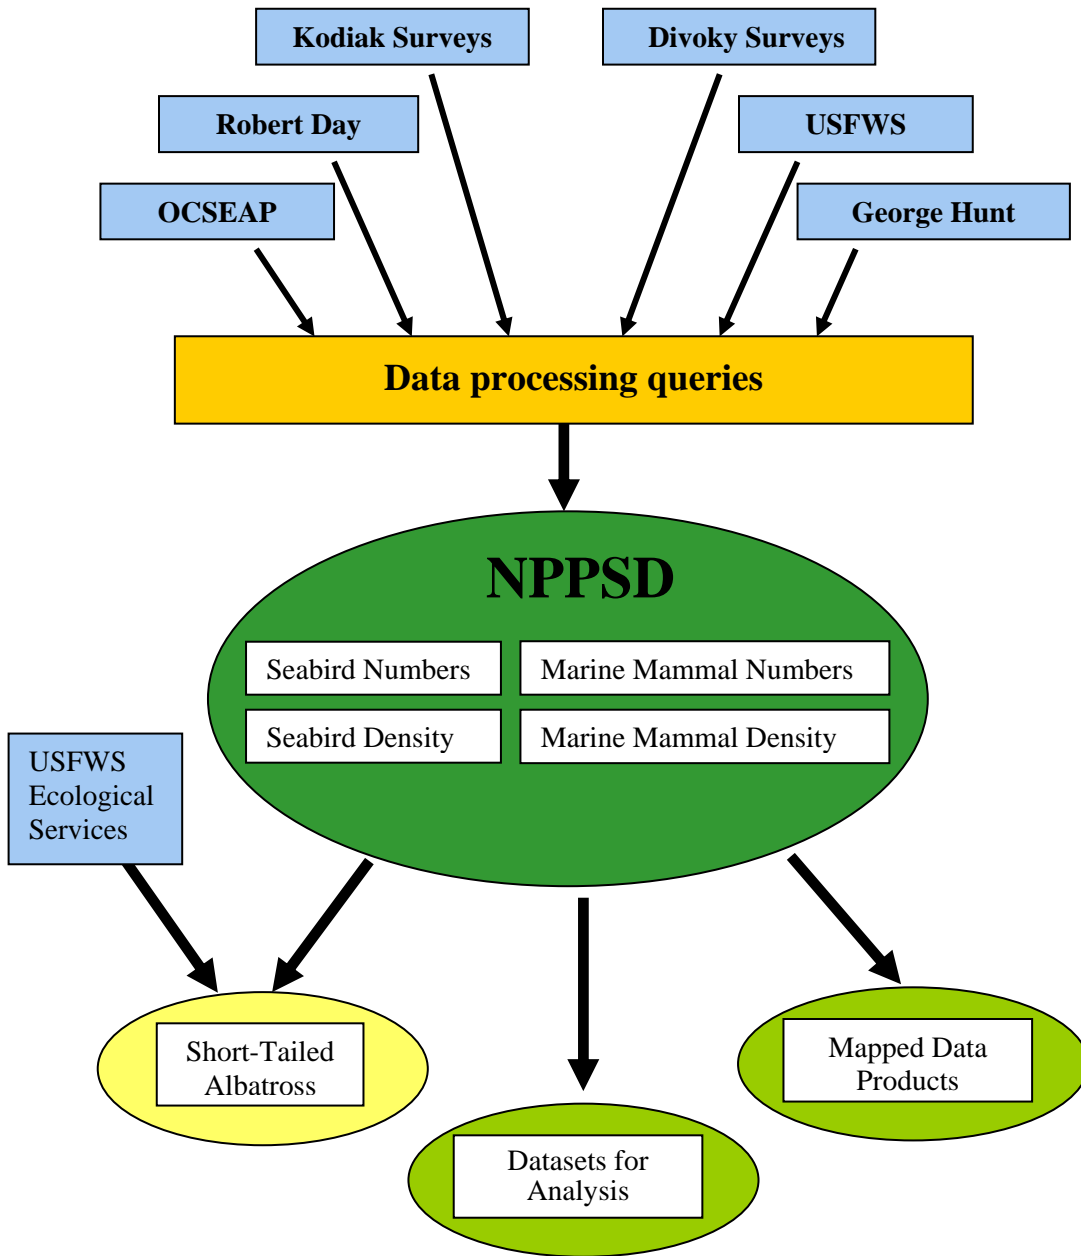 Kodiak Surveys
Divoky Surveys
Robert Day
USFWS
OCSEAP
George Hunt
Data processing queries
NPPSD
Seabird Numbers
Marine Mammal Numbers
Seabird Density
Marine Mammal Density
USFWS
Ecological
Services
Short-Tailed
Albatross
Mapped Data
Products
Datasets for
Analysis